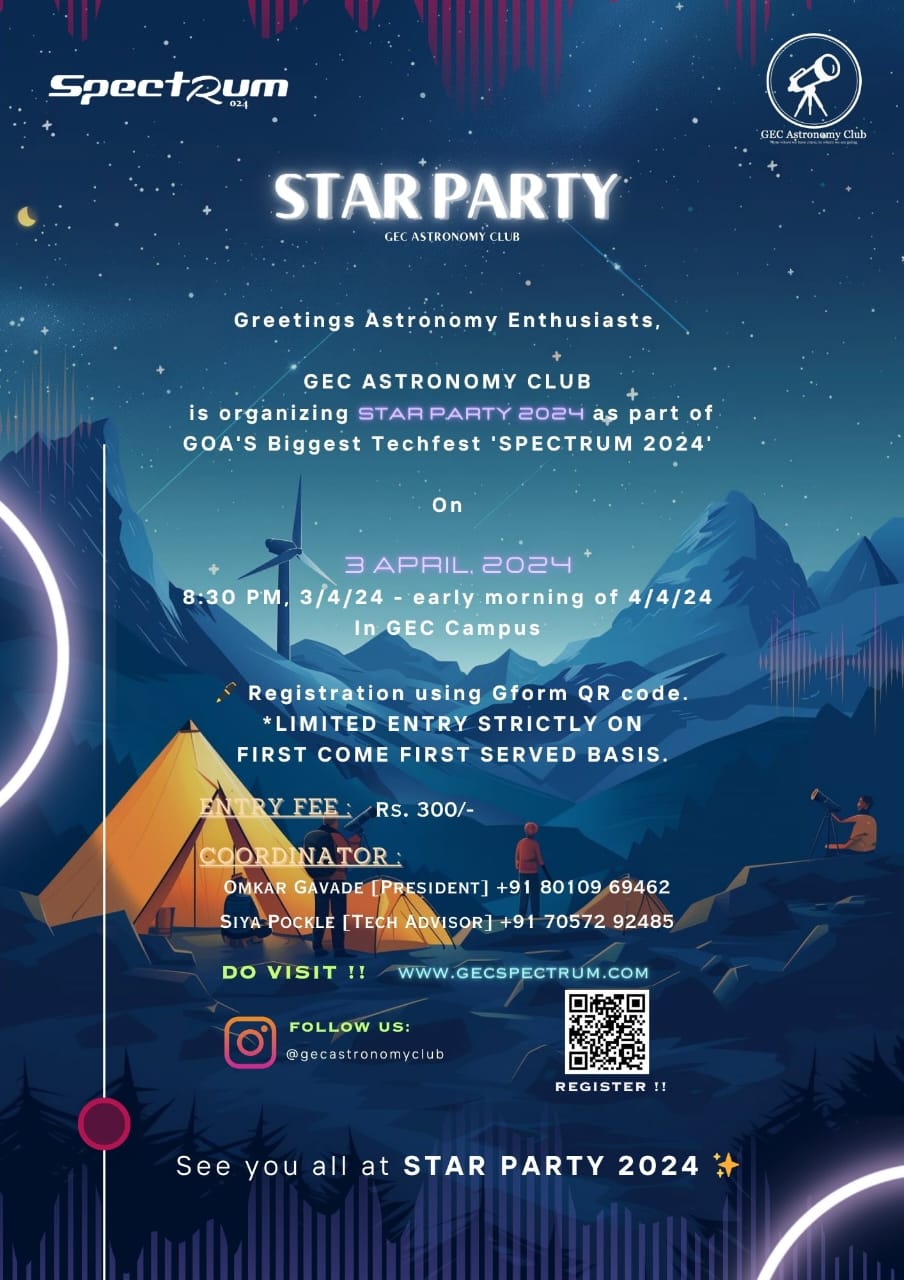 SpectRum
024
GEC Astronomy Club
STAR PARTY
GEC ASTRONOMY CLUB
Greetings Astronomy Enthusiasts,
GEC ASTRONOMY CLUB
is organizing STAR PARTY 2024 as part of
GOA'S Biggest Techfest 'SPECTRUM 2024'
On
3 APRIL, 2024
8:30 PM, 3/4/24 - early morning of 4/4/24
In GEC Campus
Registration using Gform QR code.
*LIMITED ENTRY STRICTLY ON
FIRST COME FIRST SERVED BASIS.
ENTRY FEE : Rs. 300/-
COORDINATOR :
Omkar Gavade [President] +91 80109 69462
Siya Pockle [Tech Advisor] +91 70572 92485
DO VISIT !! WWW.GECSPECTRUM.COM
FOLLOW US:
@gecastronomyclub
REGISTER !!
See you all at STAR PARTY 2024 ✨